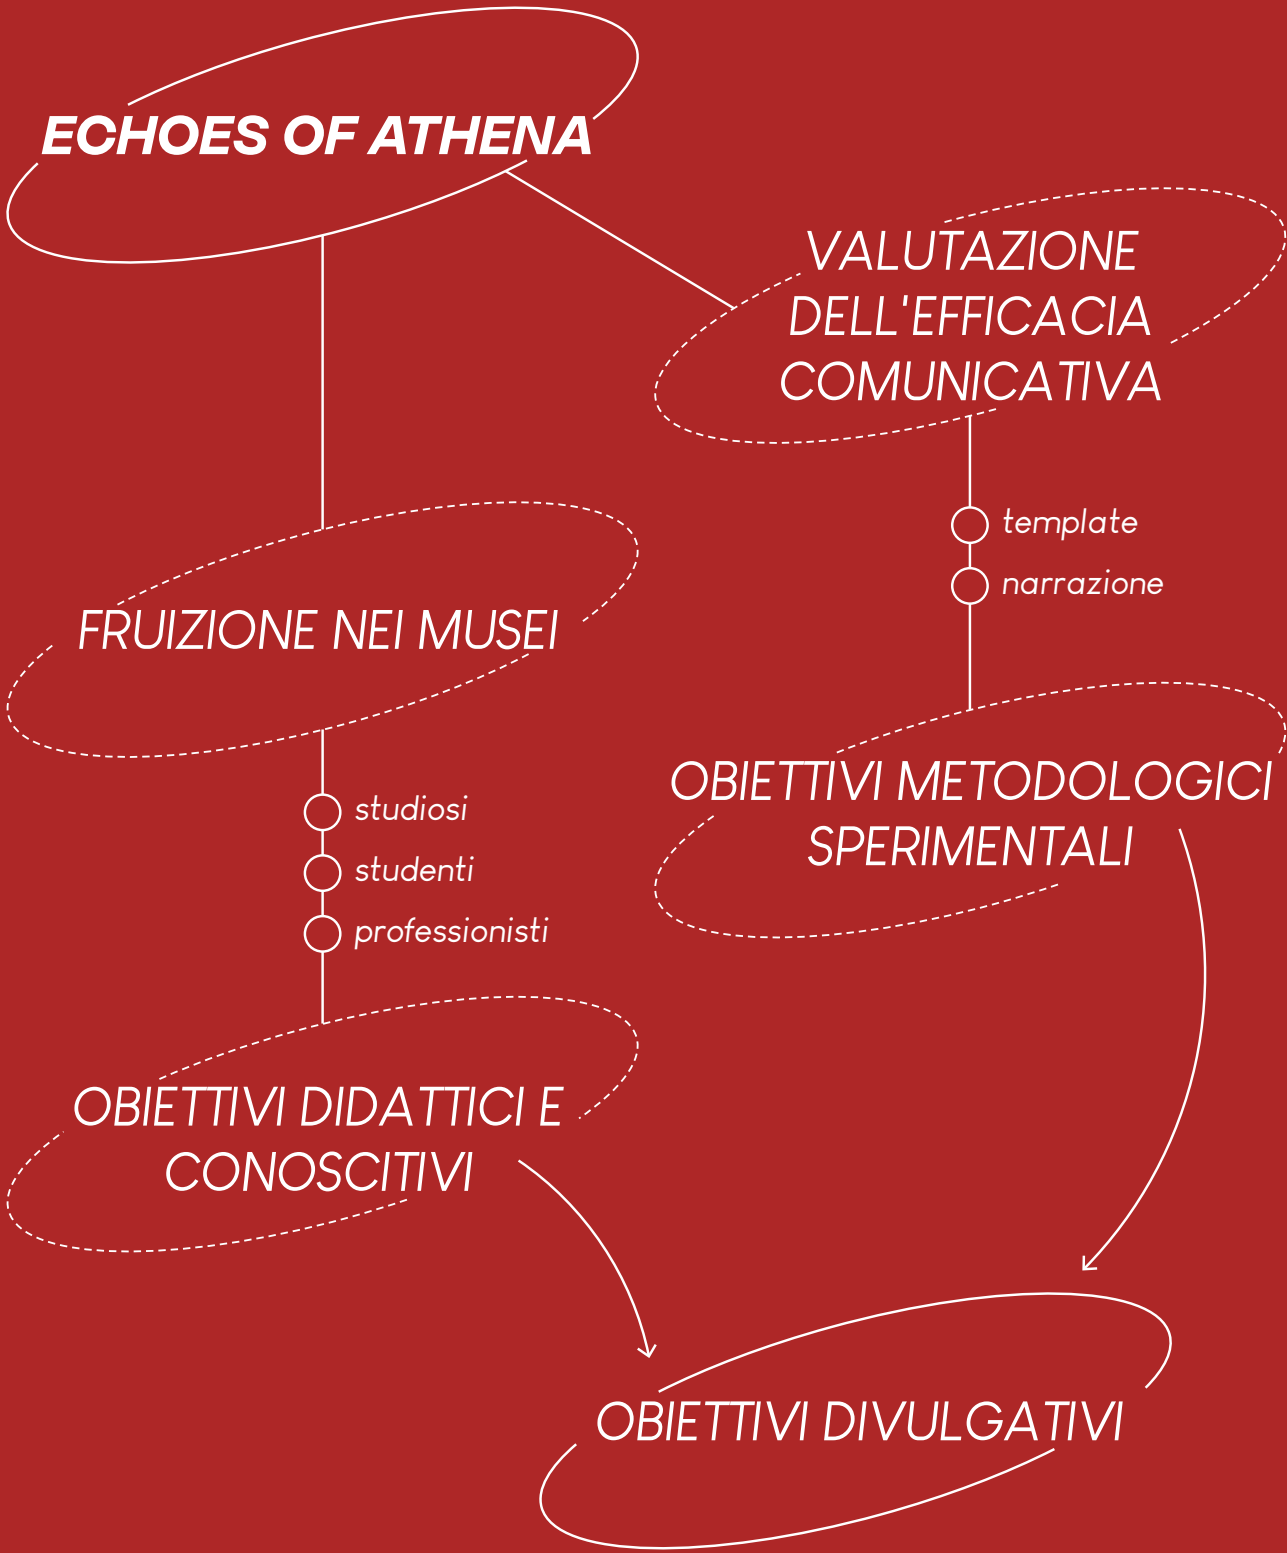 ECHOES OF ATHENA
VALUTAZIONE
DELL'EFFICACIA
COMUNICATIVA
template
narrazione
FRUIZIONE NEI MUSEI
studiosi
studenti
professionisti
OBIETTIVI METODOLOGICI
SPERIMENTALI
OBIETTIVI DIDATTICI E
CONOSCITIVI
OBIETTIVI DIVULGATIVI